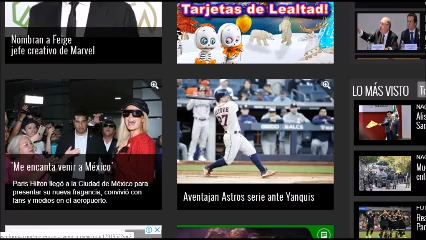 Nombran a Feige
jefe creativo de Marvel
Tarjetas de Lealtad!
"Me encanta venir a México"
Paris Hilton llegó a la Ciudad de México para
presentar su nueva fragancia, convivió con
fans y medios en el aeropuerto.
Aventajan Astros serie ante Yanquis
LO MÁS VISTO